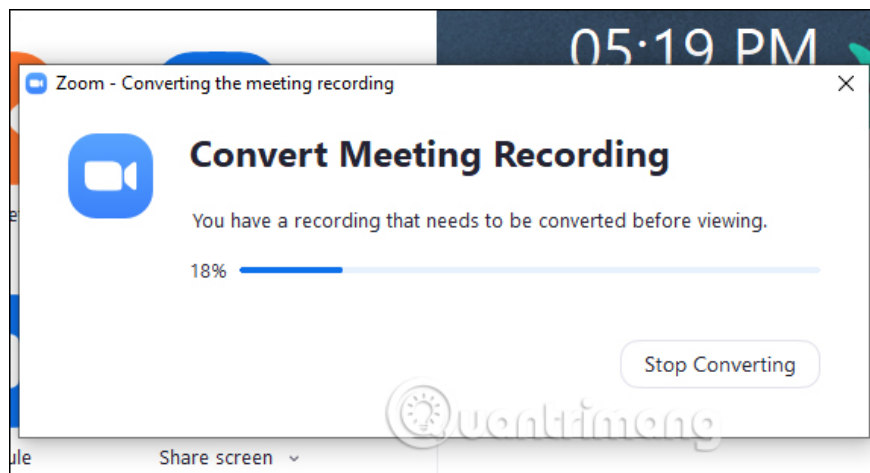 05:19 PM
Zoom - Converting the meeting recording
Convert Meeting Recording
You have a recording that needs to be converted before viewing.
18%
Stop Converting
Quantrimang
Share screen